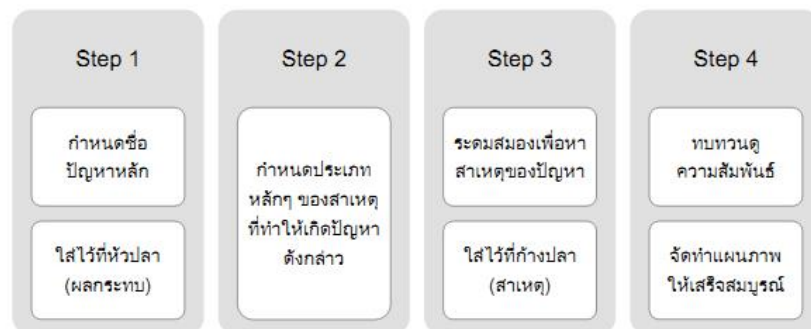 Step 1
กำหนดชื่อ
ปัญหาหลัก
ใส่ไว้ที่หัวปลา
(ผลกระทบ)
Step 2
กำหนดประเภท
หลักๆ ของสาเหตุ
ที่ทำให้เกิดปัญหา
ดังกล่าว
Step 3
ระดมสมองเพื่อหา
สาเหตุของปัญหา
ใส่ไว้ที่ก้างปลา
(สาเหตุ)
Step 4
ทบทวนดู
ความสัมพันธ์
จัดทำแผนภาพ
ให้เสร็จสมบูรณ์